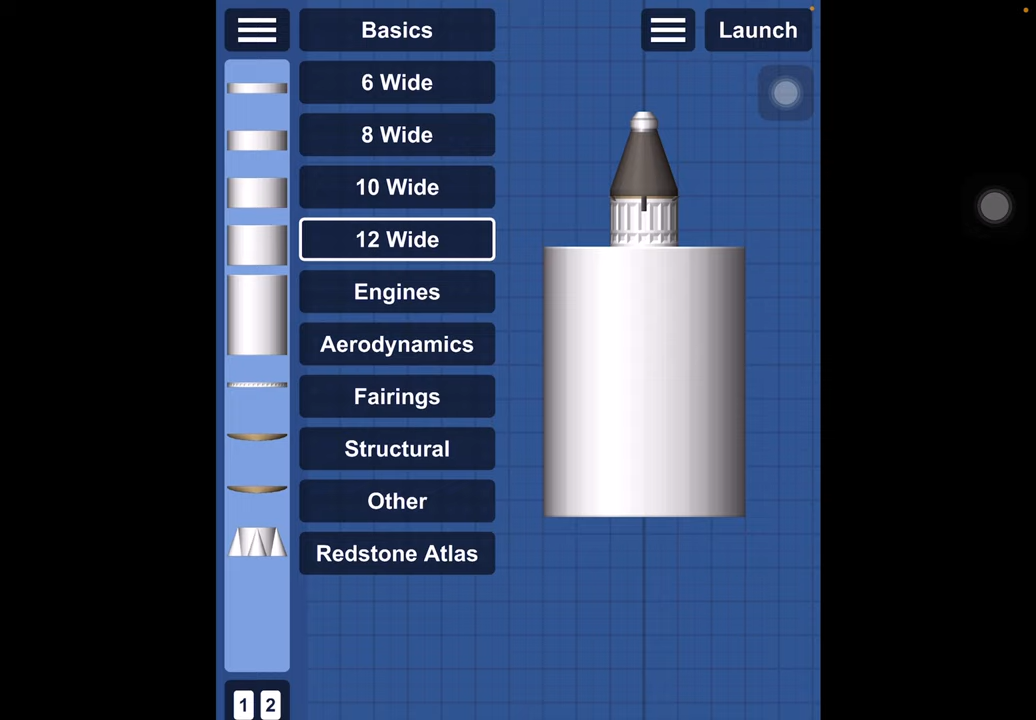 Basics
Launch
6 Wide
8 Wide
10 Wide
12 Wide
Engines
Aerodynamics
Fairings
Structural
Other
Redstone Atlas
1 2